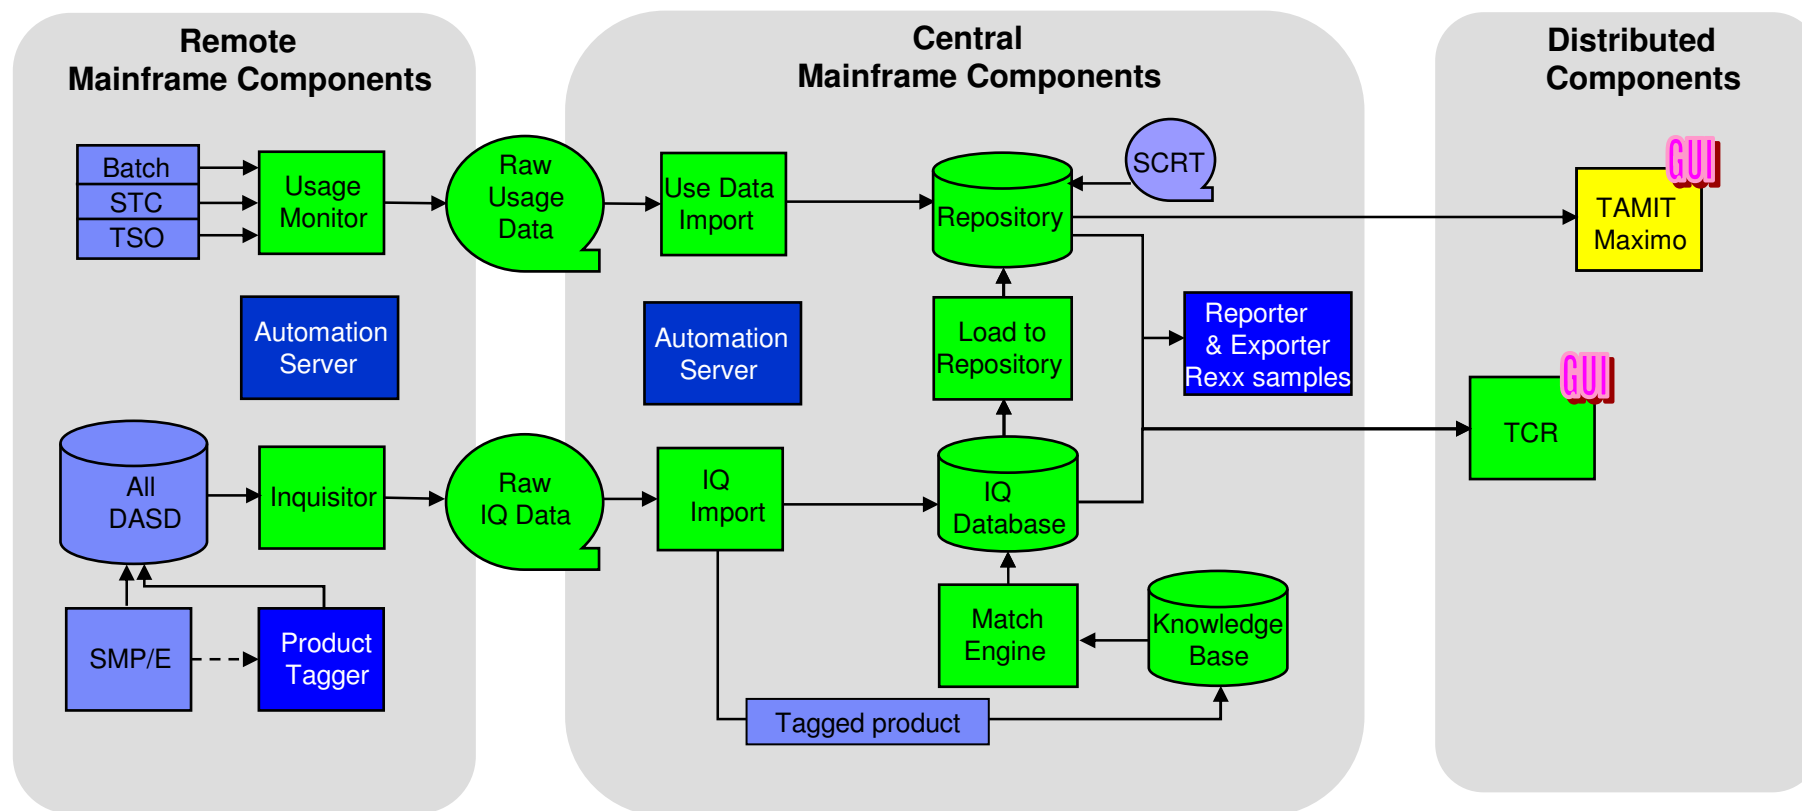 Remote
Mainframe Components
Central
Mainframe Components
Distributed
Components
Batch
STC
TSO
Usage
Monitor
Raw
Usage
Data
Use Data
Import
Repository
SCRT
GUI
TAMIT
Maximo
Automation
Server
Automation
Server
Load to
Repository
Reporter
& Exporter
Rexx samples
GUI
TCR
All
DASD
Inquisitor
Raw
IQ Data
IQ
Import
IQ
Database
SMP/E
Product
Tagger
Match
Engine
Knowledge
Base
Tagged product